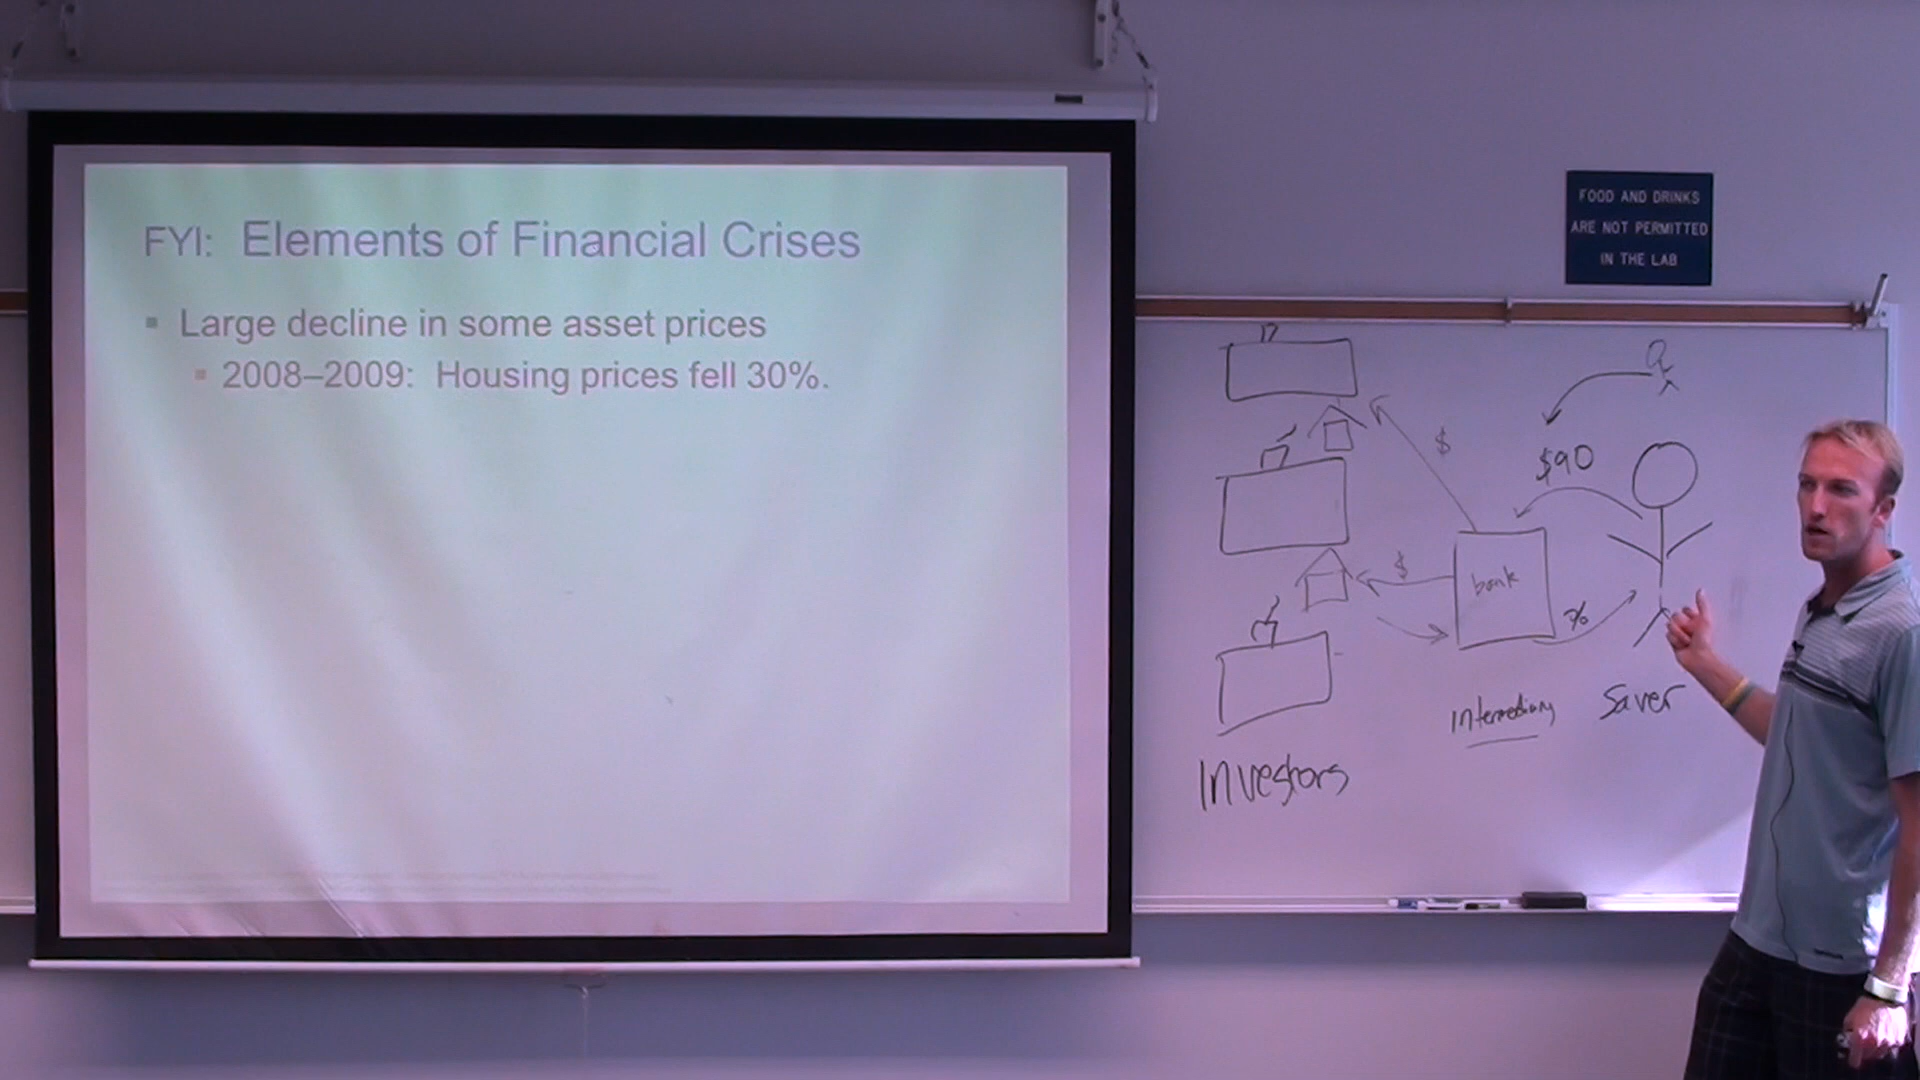 FYI: Elements of Financial Crises
Large decline in some asset prices
2008–2009: Housing prices fell 30%.
FOOD AND DRINKS
ARE NOT PERMITTED
IN THE LAB
$
$90
$
bank
%
intermediary
Saver
Investors